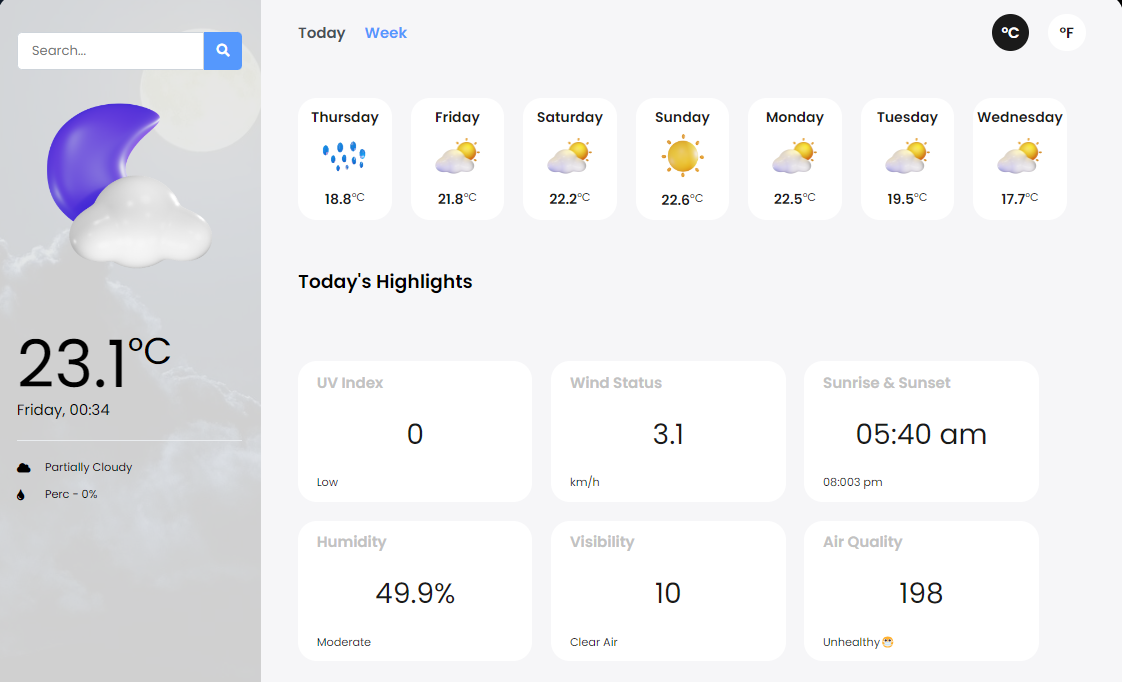 Search...
23.1°C
Friday, 00:34
Partially Cloudy
Perc - 0%
Today Week
°C °F
Thursday Friday Saturday Sunday Monday Tuesday Wednesday
18.8°C 21.8°C 22.2°C 22.6°C 22.5°C 19.5°C 17.7°C
Today's Highlights
UV Index
0
Low
Wind Status
3.1
km/h
Sunrise & Sunset
05:40 am
08:003 pm
Humidity
49.9%
Moderate
Visibility
10
Clear Air
Air Quality
198
Unhealthy😷